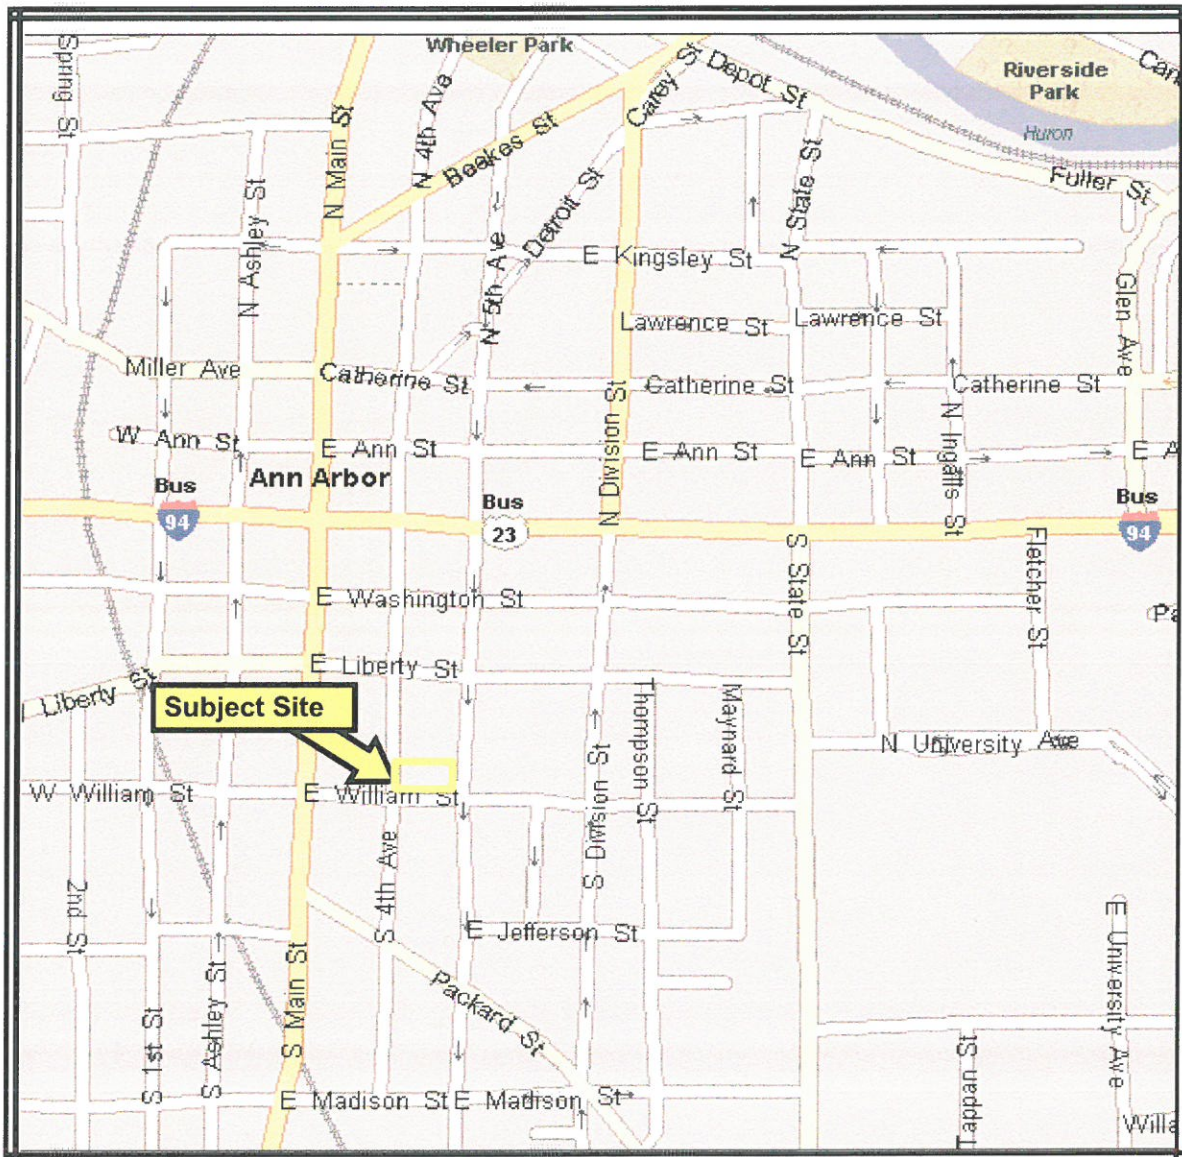 Wheeler Park
Riverside
Park
Huron
Spring St
N Main St
N 4th Ave
Beakes St
Carey St
Depot St
Fuller St
N Ashley St
N 5th Ave
Detroit St
N State St
E Kingsley St
Glen Ave
Lawrence St
Lawrence St
Miller Ave
Catherine St
Catherine St
Catherine St
W Ann St
E Ann St
E Ann St
E Ann St
E A
N Division St
N Ingalls St
Ann Arbor
Bus
94
Bus
23
Bus
94
E Washington St
S State St
Fletcher St
Pa
E Liberty St
Liberty St
Subject Site
Thompson St
Maynard St
N University Ave
W William St
E William St
S Division St
S 4th Ave
2nd St
E Jefferson St
S Main St
Packard St
E University Ave
S 1st St
S Ashley St
Tappan St
E Madison St
E Madison St
Willa